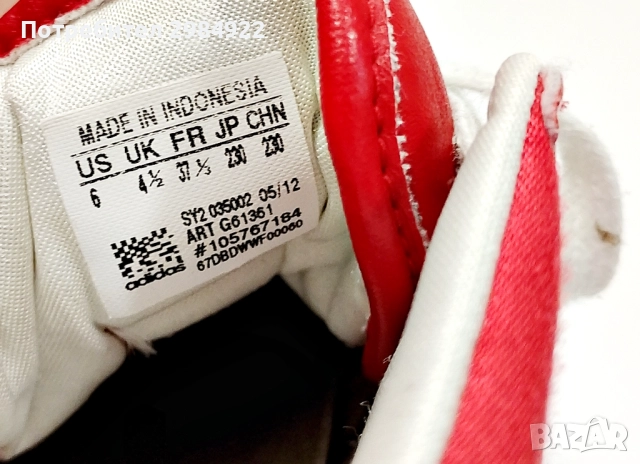 MADE IN INDONESIA
US UK FR JP CHN
6 4½ 37⅓ 230 230
SY2 035002 05/12
ART G61361
#105767184
67DBDWWF00060
adidas
BAZAR